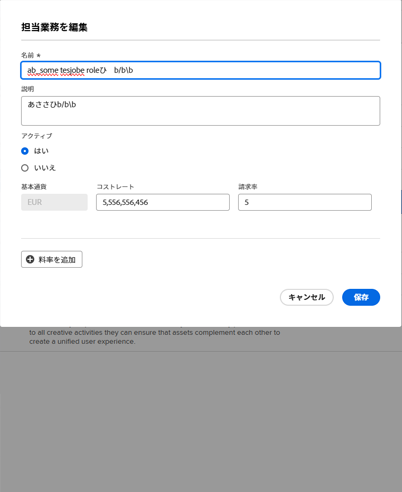 担当業務を編集
名前 *
ab_some tesjobe roleひ　b/b\b
説明
あささひb/b\b
アクティブ
はい
いいえ
基本通貨 コストレート 請求率
EUR 5,556,556,456 5
料率を追加
キャンセル 保存
to all creative activities they can ensure that assets complement each other to
create a unified user experience.